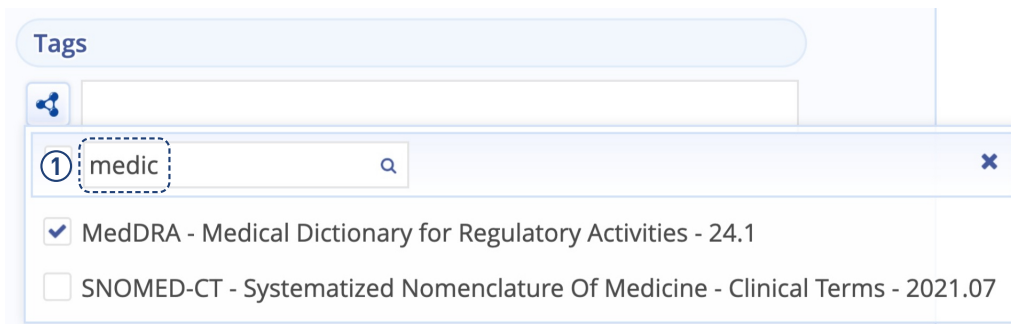 Tags
① medic
MedDRA - Medical Dictionary for Regulatory Activities - 24.1
SNOMED-CT - Systematized Nomenclature Of Medicine - Clinical Terms - 2021.07